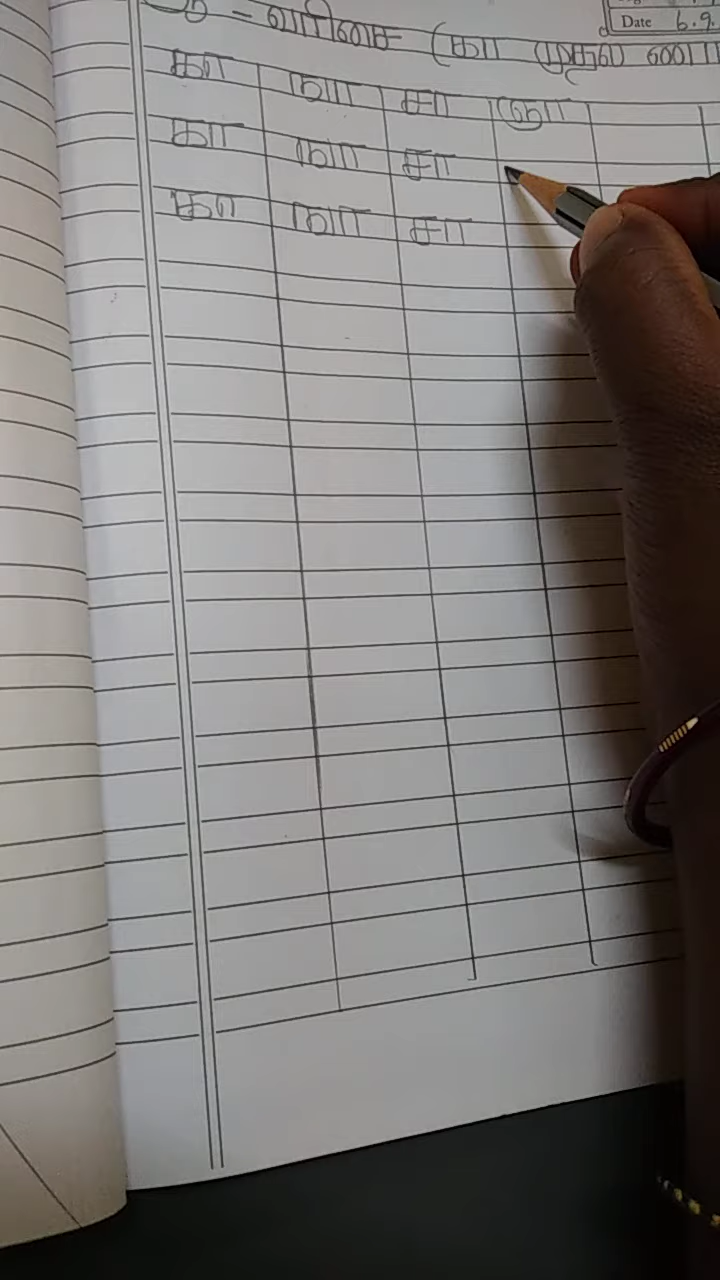 Date 6.9.
வரிசை (கா முதல்
கா ஙா சா ஞா
கா ஙா சா
கா ஙா சா